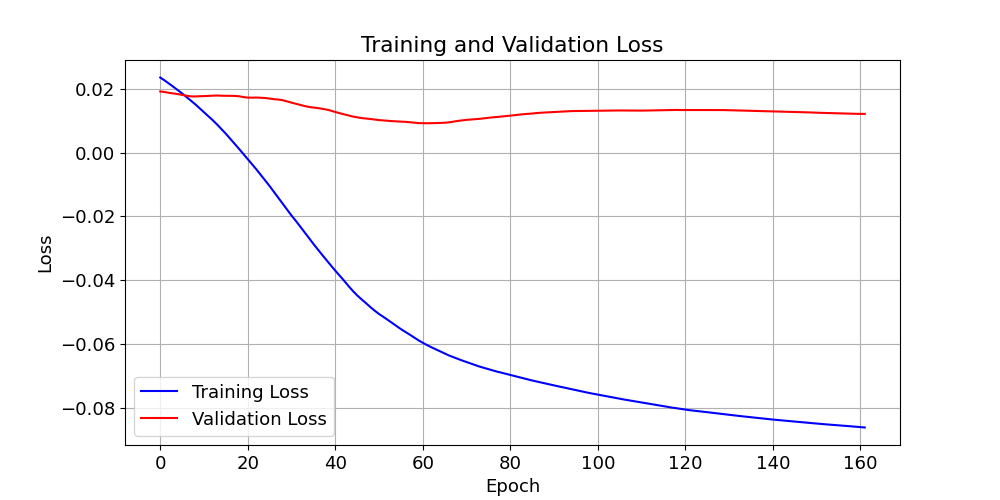 Training and Validation Loss
Loss
0.02
0.00
−0.02
−0.04
−0.06
−0.08
Training Loss
Validation Loss
0 20 40 60 80 100 120 140 160
Epoch